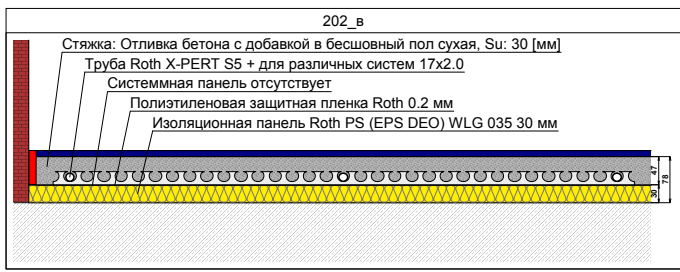 202_в
Стяжка: Отливка бетона с добавкой в бесшовный пол сухая, Su: 30 [мм]
Труба Roth X-PERT S5 + для различных систем 17x2.0
Системмная панель отсутствует
Полиэтиленовая защитная пленка Roth 0.2 мм
Изоляционная панель Roth PS (EPS DEO) WLG 035 30 мм
47
30
78